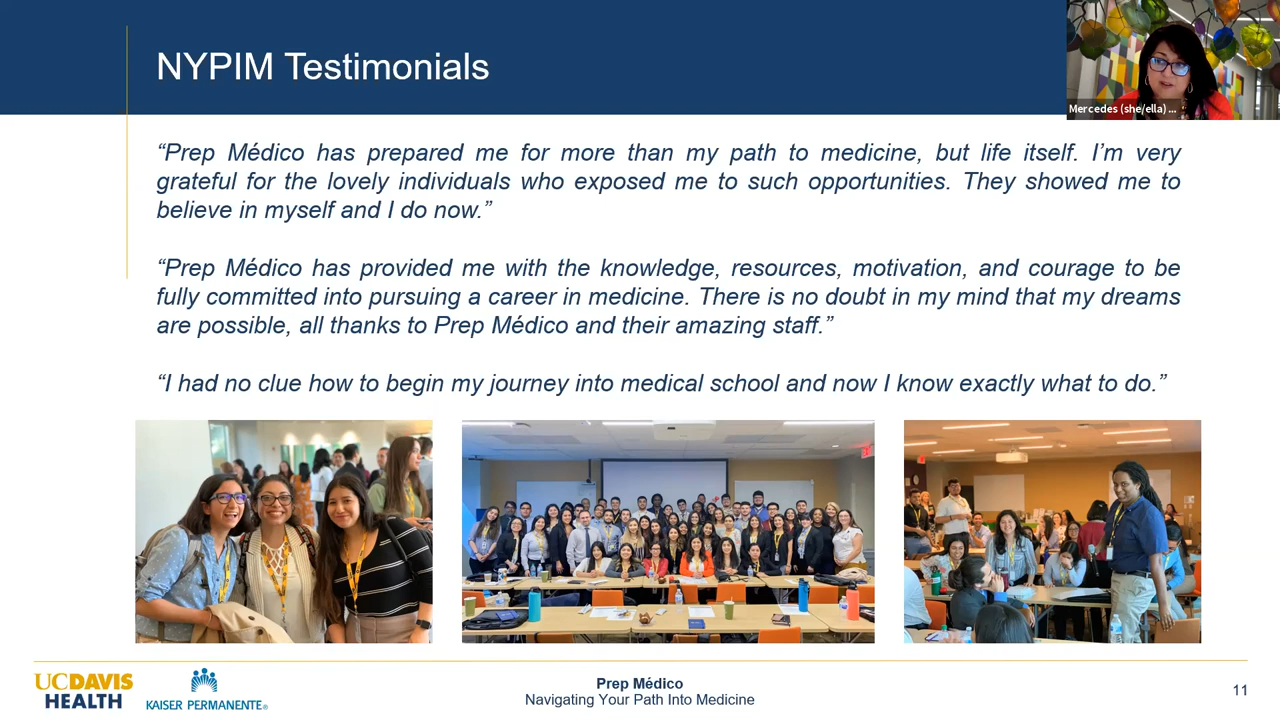 NYPIM Testimonials
Mercedes (she/ella) ...
“Prep Médico has prepared me for more than my path to medicine, but life itself. I’m very
grateful for the lovely individuals who exposed me to such opportunities. They showed me to
believe in myself and I do now.”
“Prep Médico has provided me with the knowledge, resources, motivation, and courage to be
fully committed into pursuing a career in medicine. There is no doubt in my mind that my dreams
are possible, all thanks to Prep Médico and their amazing staff.”
“I had no clue how to begin my journey into medical school and now I know exactly what to do.”
UCDAVIS
HEALTH
KAISER PERMANENTE®
Prep Médico
Navigating Your Path Into Medicine
11